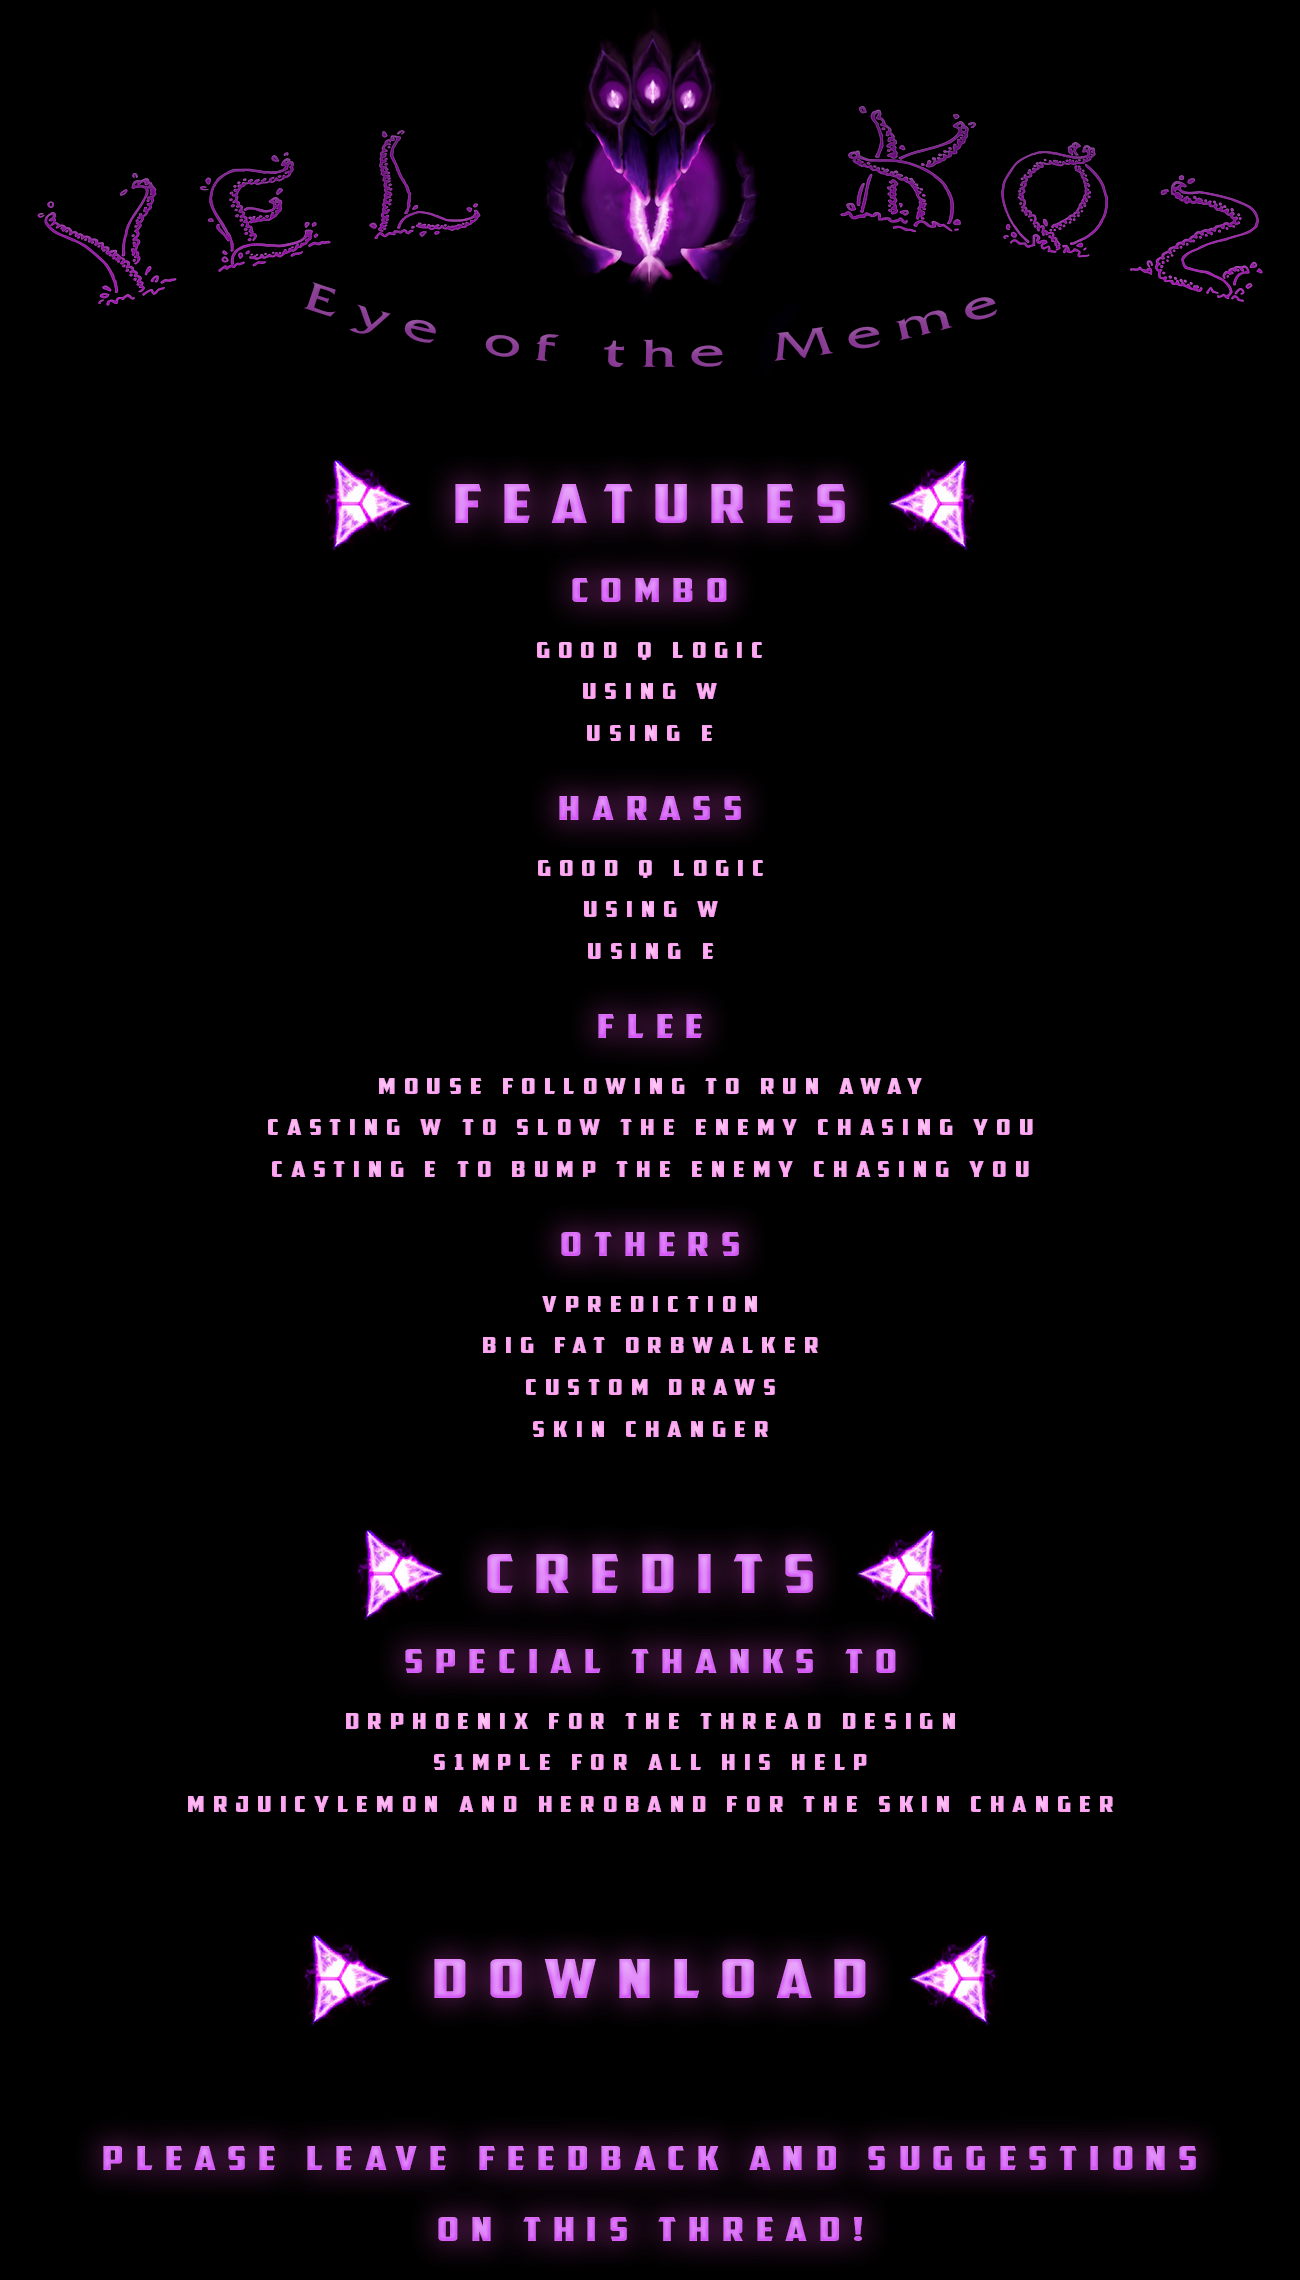 YEL KOZ
Eye of the Meme
FEATURES
COMBO
GOOD Q LOGIC
USING W
USING E
HARASS
GOOD Q LOGIC
USING W
USING E
FLEE
MOUSE FOLLOWING TO RUN AWAY
CASTING W TO SLOW THE ENEMY CHASING YOU
CASTING E TO BUMP THE ENEMY CHASING YOU
OTHERS
VPREDICTION
BIG FAT ORBWALKER
CUSTOM DRAWS
SKIN CHANGER
CREDITS
SPECIAL THANKS TO
DRPHOENIX FOR THE THREAD DESIGN
S1MPLE FOR ALL HIS HELP
MRJUICYLEMON AND HEROBAND FOR THE SKIN CHANGER
DOWNLOAD
PLEASE LEAVE FEEDBACK AND SUGGESTIONS
ON THIS THREAD!